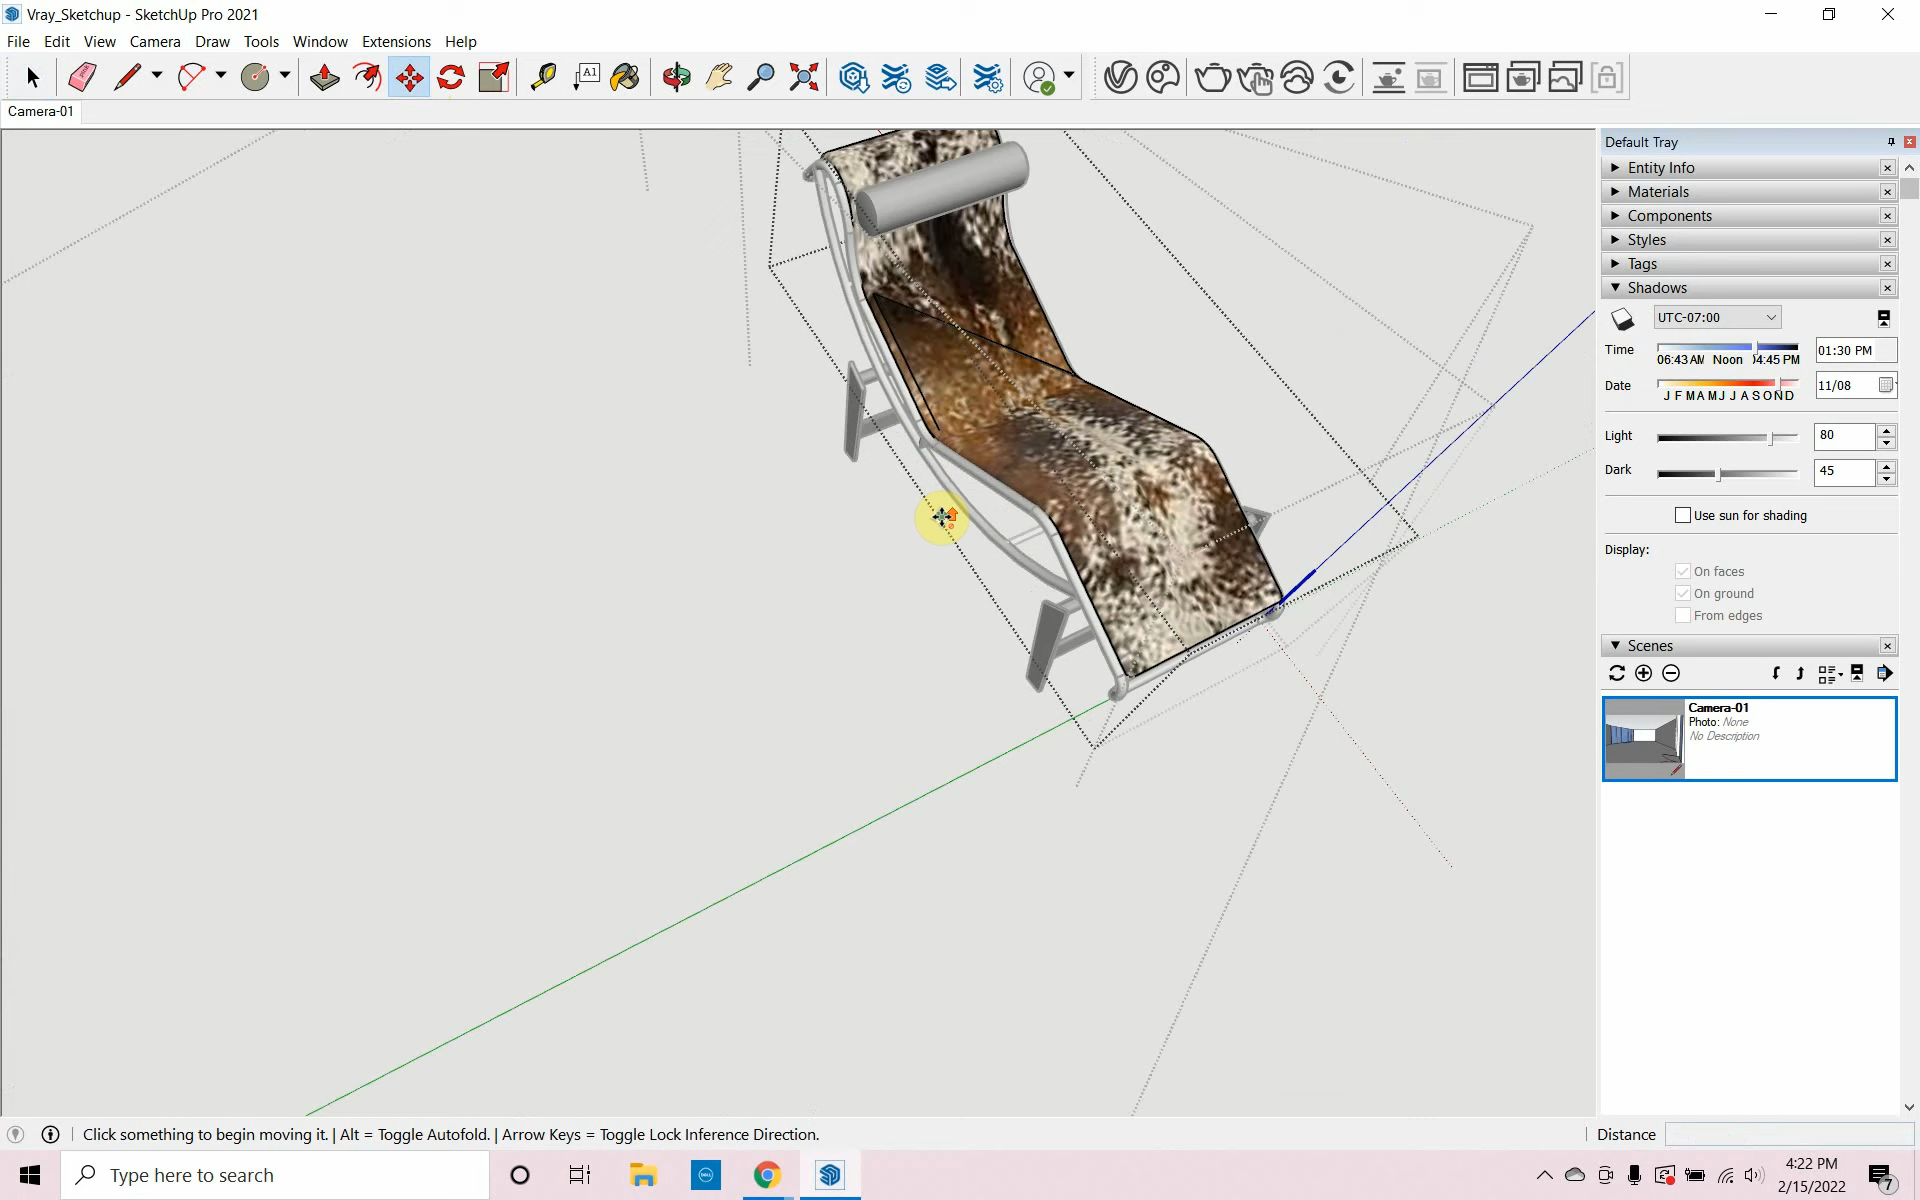 Vray_Sketchup - SketchUp Pro 2021
File Edit View Camera Draw Tools Window Extensions Help
A1
Camera-01
Default Tray
Entity Info
Materials
Components
Styles
Tags
Shadows
UTC-07:00
Time 06:43 AM Noon 04:45 PM 01:30 PM
Date J F M A M J J A S O N D 11/08
Light 80
Dark 45
Use sun for shading
Display:
On faces
On ground
From edges
Scenes
Camera-01
Photo: None
No Description
Click something to begin moving it. | Alt = Toggle Autofold. | Arrow Keys = Toggle Lock Inference Direction.
Distance
Type here to search
DELL
4:22 PM
2/15/2022
7